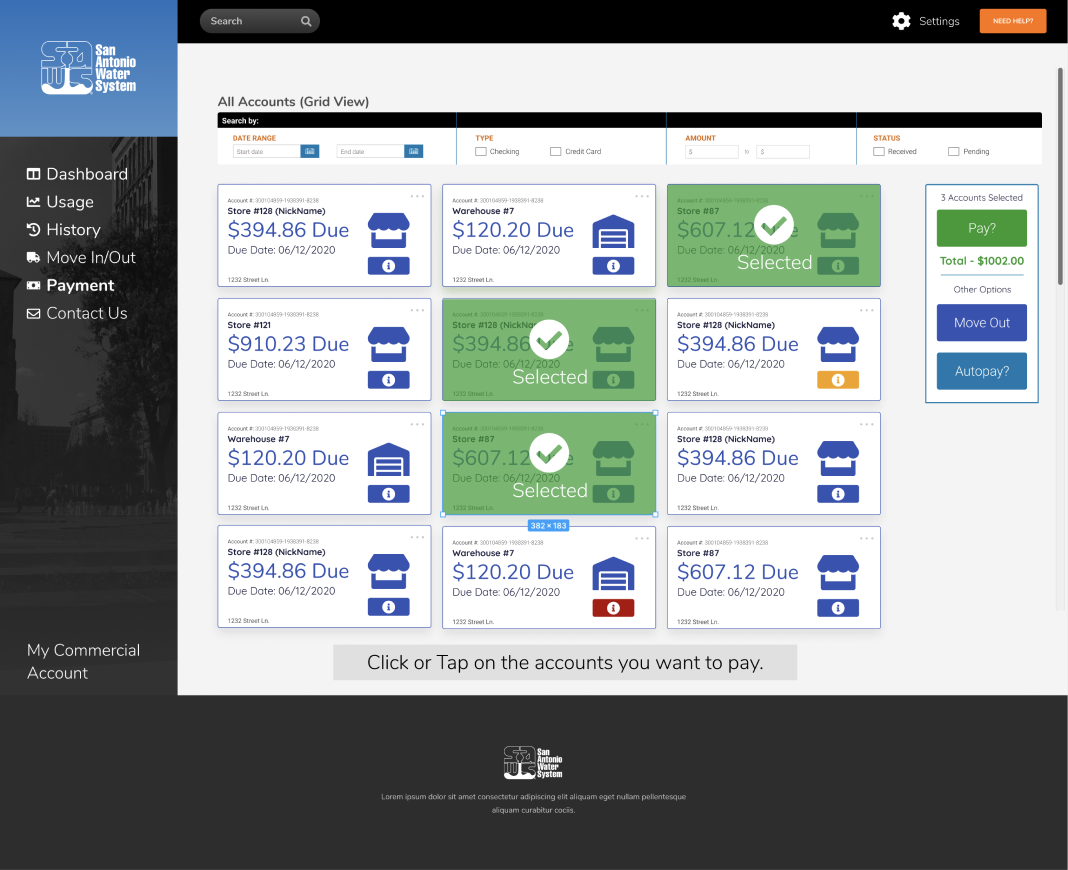 San
Antonio
Water
System
Search
Settings
NEED HELP?
Dashboard
Usage
History
Move In/Out
Payment
Contact Us
My Commercial
Account
All Accounts (Grid View)
Search by:
DATE RANGE
Start date
End date
TYPE
Checking
Credit Card
AMOUNT
$
to
$
STATUS
Received
Pending
Account #: 300104859-1938391-8238
Store #128 (NickName)
$394.86 Due
Due Date: 06/12/2020
1232 Street Ln.
Account #: 300104859-1938391-8238
Warehouse #7
$120.20 Due
Due Date: 06/12/2020
1232 Street Ln.
Account #: 300104859-1938391-8238
Store #87
$607.12
Due Date: 06/12/2020
Selected
1232 Street Ln.
Account #: 300104859-1938391-8238
Store #121
$910.23 Due
Due Date: 06/12/2020
1232 Street Ln.
Account #: 300104859-1938391-8238
Store #128 (NickNa
$394.86
Due Date: 06/12/2020
Selected
1232 Street Ln.
Account #: 300104859-1938391-8238
Store #128 (NickName)
$394.86 Due
Due Date: 06/12/2020
1232 Street Ln.
Account #: 300104859-1938391-8238
Warehouse #7
$120.20 Due
Due Date: 06/12/2020
1232 Street Ln.
Account #: 300104859-1938391-8238
Store #87
$607.12
Due Date: 06/12/2020
Selected
1232 Street Ln.
382 × 183
Account #: 300104859-1938391-8238
Store #128 (NickName)
$394.86 Due
Due Date: 06/12/2020
1232 Street Ln.
Account #: 300104859-1938391-8238
Store #128 (NickName)
$394.86 Due
Due Date: 06/12/2020
1232 Street Ln.
Account #: 300104859-1938391-8238
Warehouse #7
$120.20 Due
Due Date: 06/12/2020
1232 Street Ln.
Account #: 300104859-1938391-8238
Store #87
$607.12 Due
Due Date: 06/12/2020
1232 Street Ln.
3 Accounts Selected
Pay?
Total - $1002.00
Other Options
Move Out
Autopay?
Click or Tap on the accounts you want to pay.
San
Antonio
Water
System
Lorem ipsum dolor sit amet consectetur adipiscing elit aliquam eget nullam pellentesque
aliquam curabitur cociis.